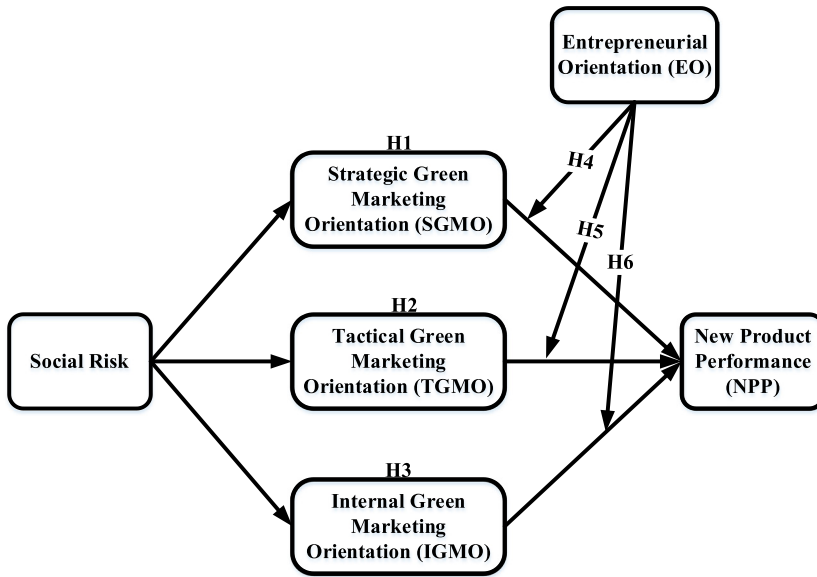 Entrepreneurial
Orientation (EO)
H1
Strategic Green
Marketing
Orientation (SGMO)
H4
H5
H6
H2
Social Risk
Tactical Green
Marketing
Orientation (TGMO)
New Product
Performance
(NPP)
H3
Internal Green
Marketing
Orientation (IGMO)